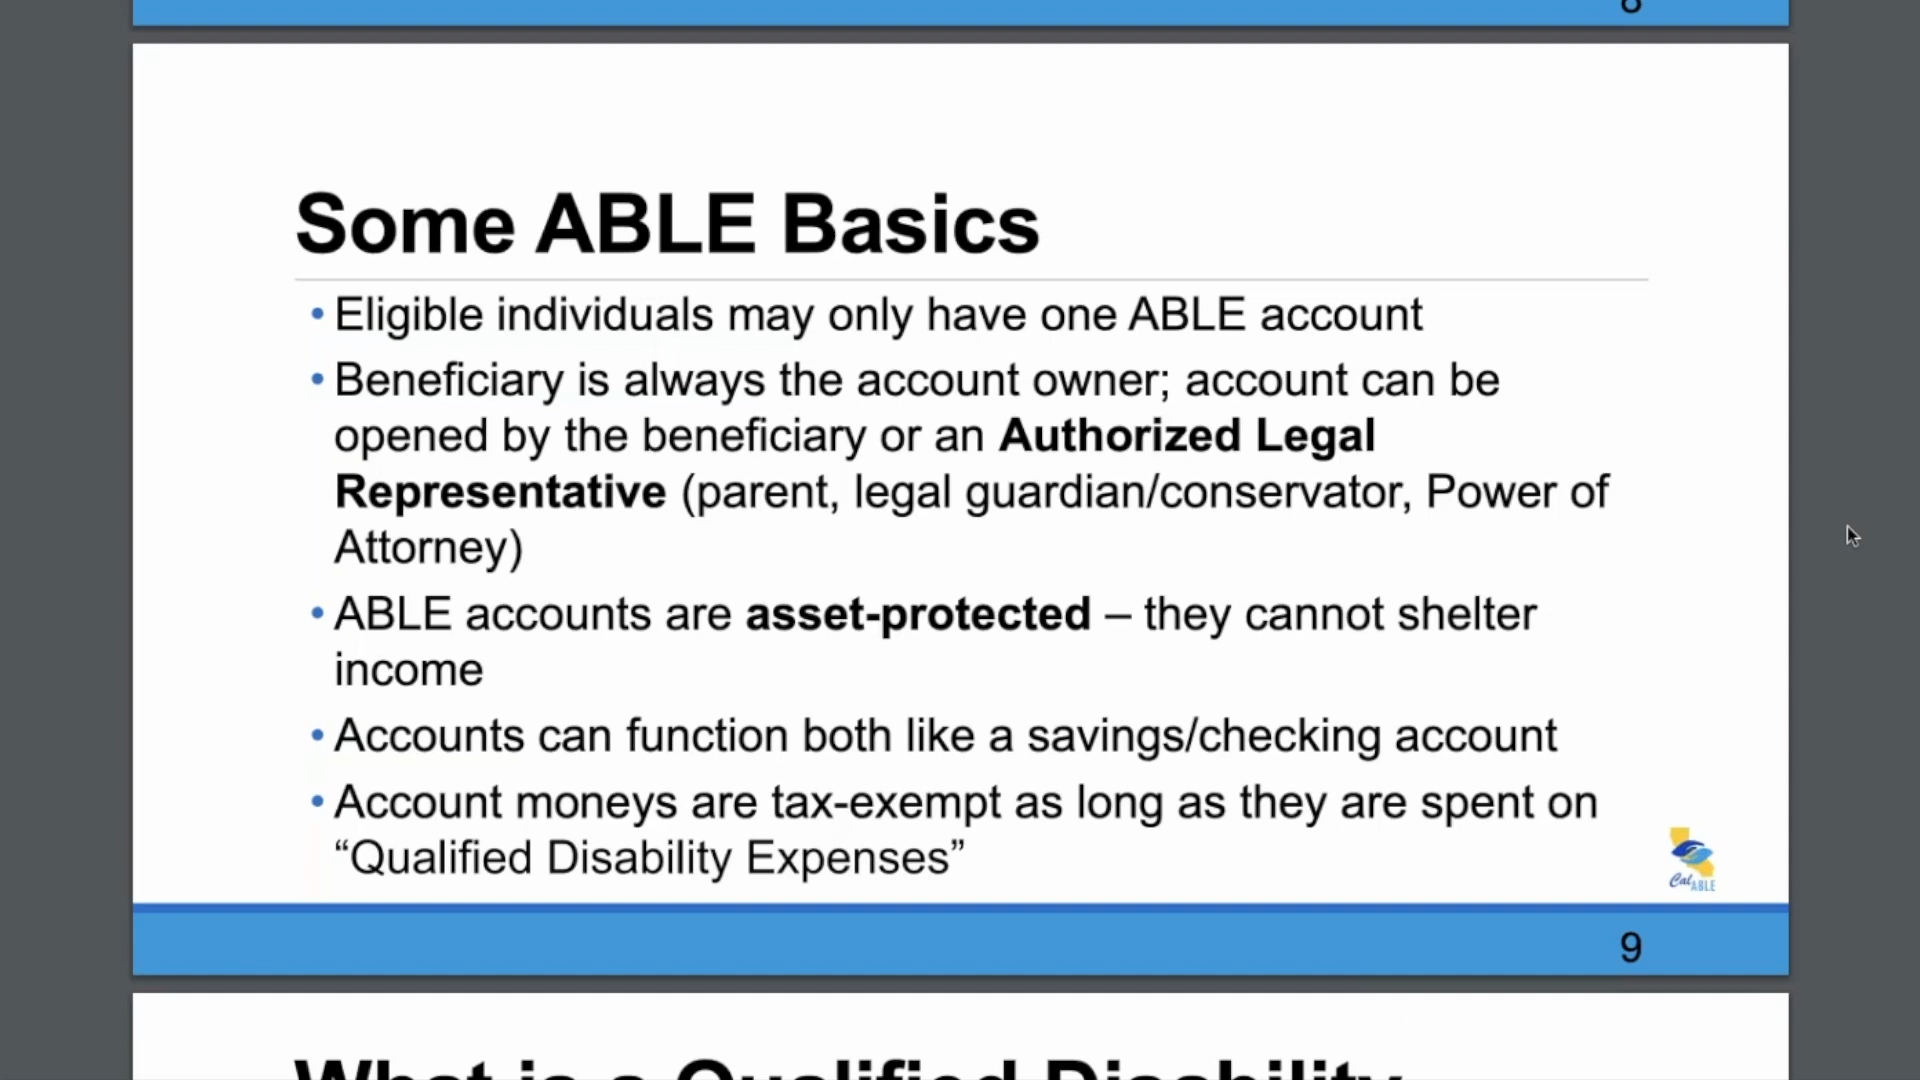 Some ABLE Basics
• Eligible individuals may only have one ABLE account
• Beneficiary is always the account owner; account can be
opened by the beneficiary or an Authorized Legal
Representative (parent, legal guardian/conservator, Power of
Attorney)
• ABLE accounts are asset-protected – they cannot shelter
income
• Accounts can function both like a savings/checking account
• Account moneys are tax-exempt as long as they are spent on
“Qualified Disability Expenses”
CalABLE
9
What is a Qualified Disability